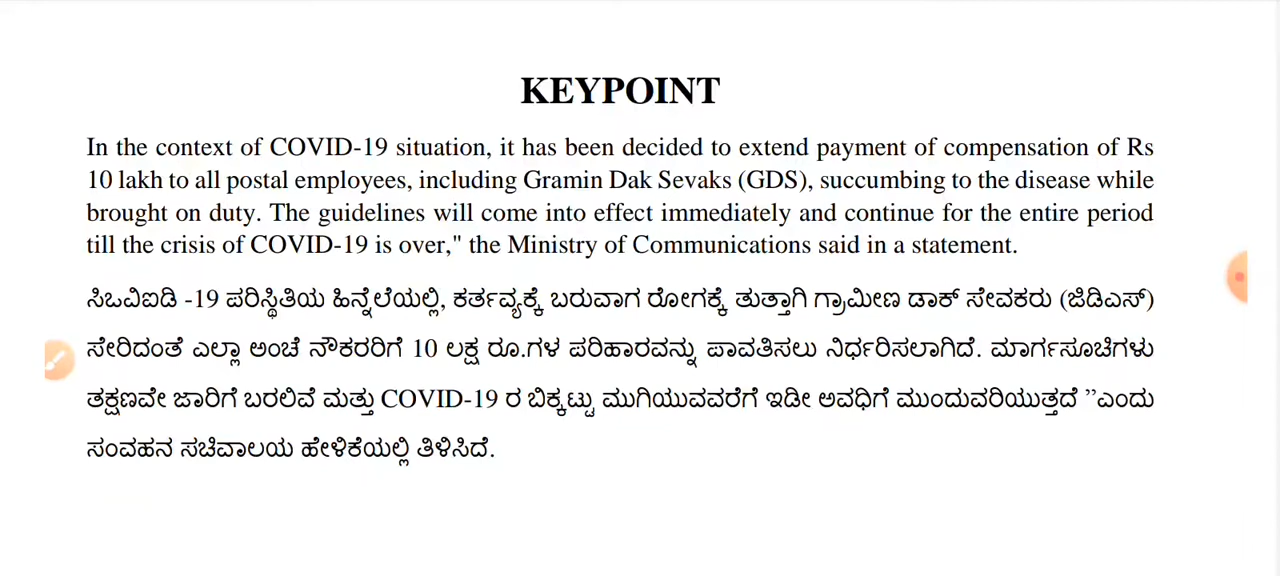 KEYPOINT
In the context of COVID-19 situation, it has been decided to extend payment of compensation of Rs
10 lakh to all postal employees, including Gramin Dak Sevaks (GDS), succumbing to the disease while
brought on duty. The guidelines will come into effect immediately and continue for the entire period
till the crisis of COVID-19 is over," the Ministry of Communications said in a statement.
ಸಿಒವಿಐಡಿ -19 ಪರಿಸ್ಥಿತಿಯ ಹಿನ್ನೆಲೆಯಲ್ಲಿ, ಕರ್ತವ್ಯಕ್ಕೆ ಬರುವಾಗ ರೋಗಕ್ಕೆ ತುತ್ತಾಗಿ ಗ್ರಾಮೀಣ ಡಾಕ್ ಸೇವಕರು (ಜಿಡಿಎಸ್)
ಸೇರಿದಂತೆ ಎಲ್ಲಾ ಅಂಚೆ ನೌಕರರಿಗೆ 10 ಲಕ್ಷ ರೂ.ಗಳ ಪರಿಹಾರವನ್ನು ಪಾವತಿಸಲು ನಿರ್ಧರಿಸಲಾಗಿದೆ. ಮಾರ್ಗಸೂಚಿಗಳು
ತಕ್ಷಣವೇ ಜಾರಿಗೆ ಬರಲಿವೆ ಮತ್ತು COVID-19 ರ ಬಿಕ್ಕಟ್ಟು ಮುಗಿಯುವವರೆಗೆ ಇಡೀ ಅವಧಿಗೆ ಮುಂದುವರಿಯುತ್ತದೆ ”ಎಂದು
ಸಂವಹನ ಸಚಿವಾಲಯ ಹೇಳಿಕೆಯಲ್ಲಿ ತಿಳಿಸಿದೆ.